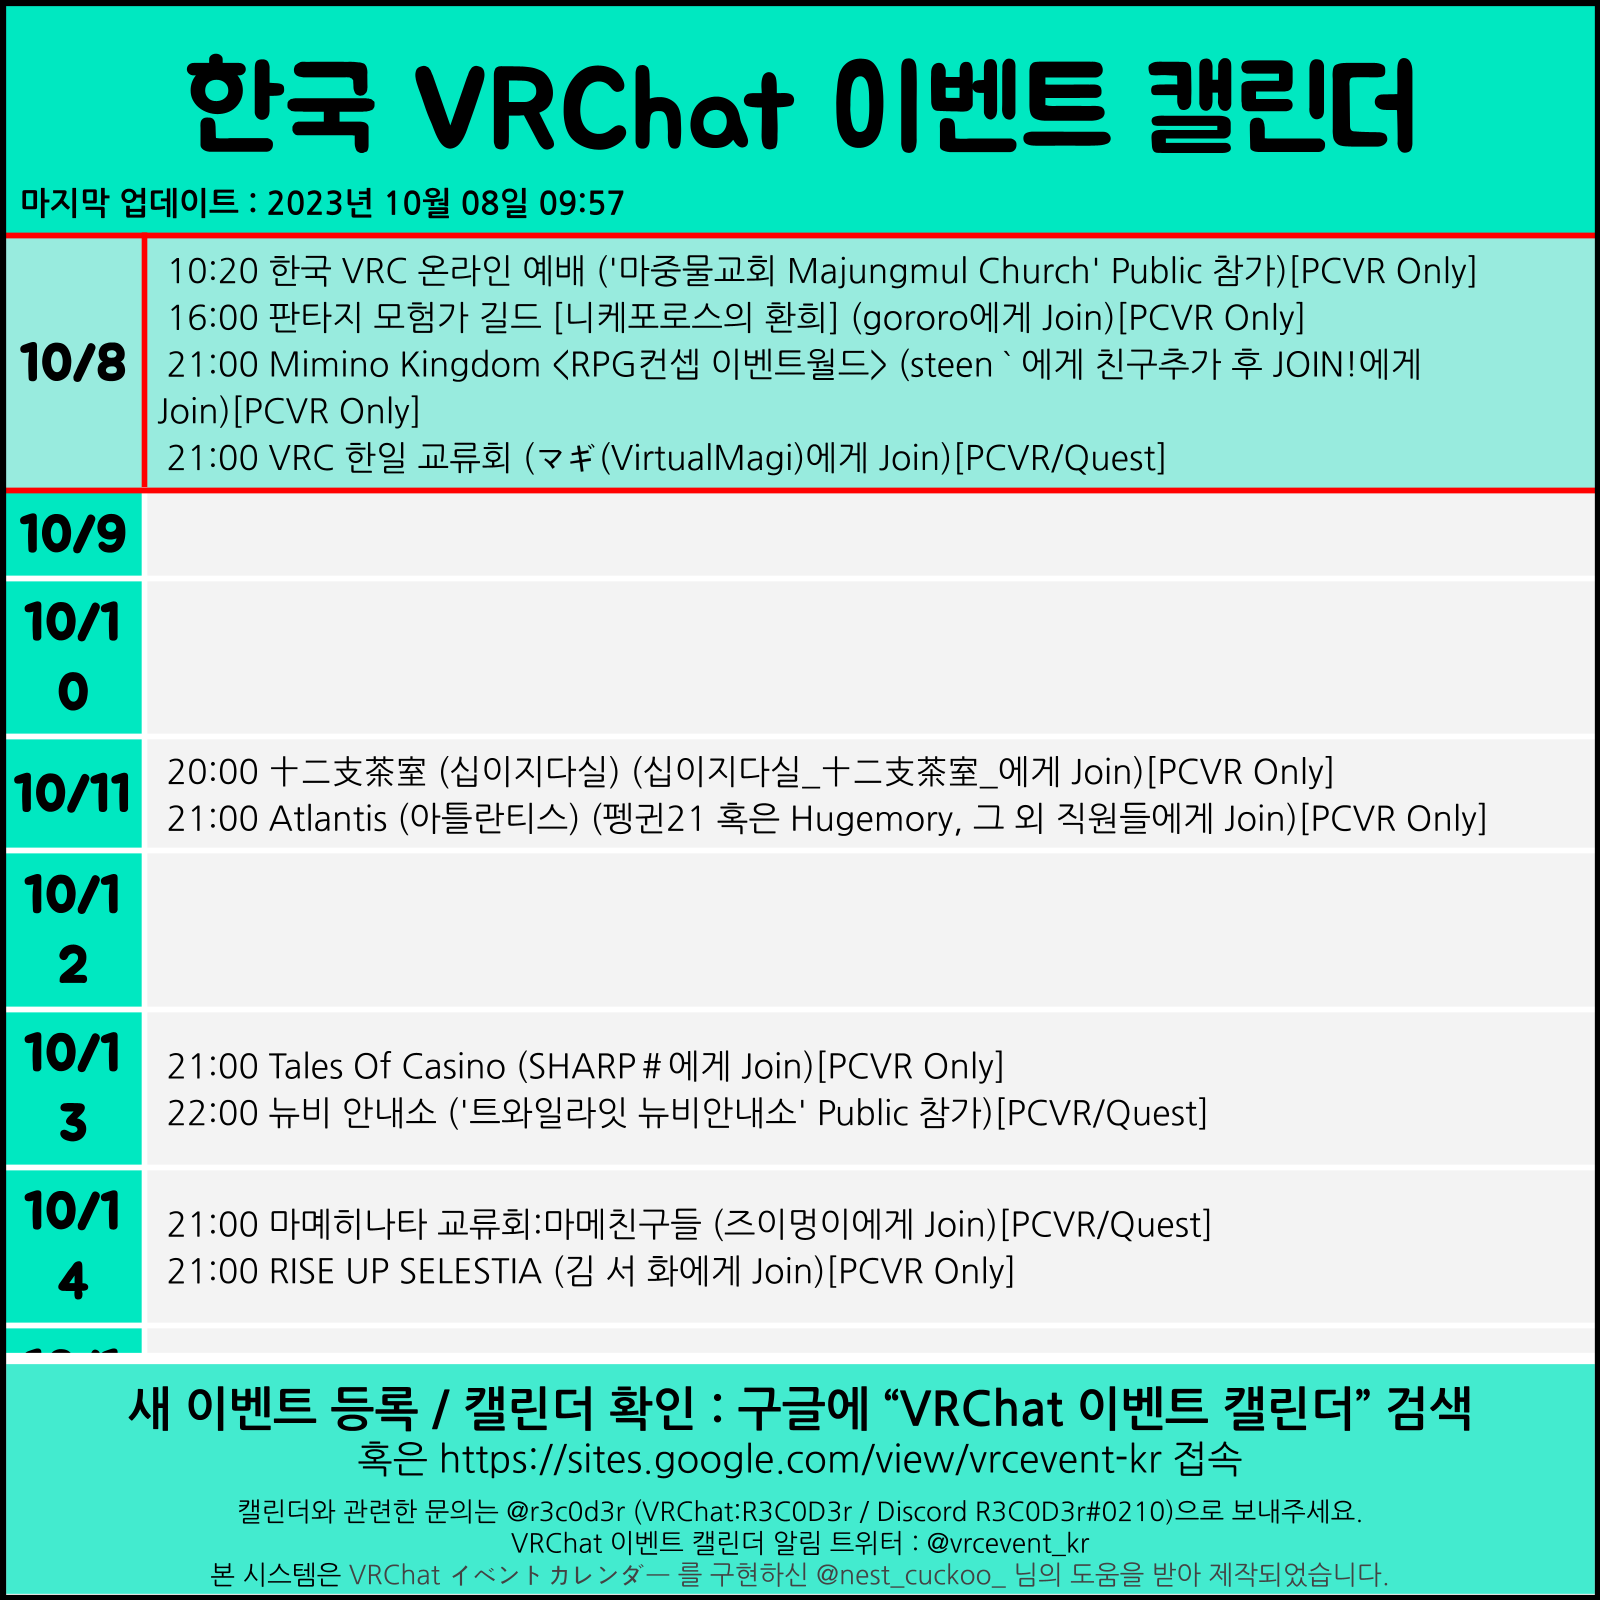 한국 VRChat 이벤트 캘린더
마지막 업데이트 : 2023년 10월 08일 09:57
10/8
10:20 한국 VRC 온라인 예배 ('마중물교회 Majungmul Church' Public 참가)[PCVR Only]
16:00 판타지 모험가 길드 [니케포로스의 환희] (gororo에게 Join)[PCVR Only]
21:00 Mimino Kingdom <RPG컨셉 이벤트월드> (steen ` 에게 친구추가 후 JOIN!에게
Join)[PCVR Only]
21:00 VRC 한일 교류회 (マギ(VirtualMagi)에게 Join)[PCVR/Quest]
10/9
10/1
0
10/11
20:00 十二支茶室 (십이지다실) (십이지다실_十二支茶室_에게 Join)[PCVR Only]
21:00 Atlantis (아틀란티스) (펭귄21 혹은 Hugemory, 그 외 직원들에게 Join)[PCVR Only]
10/1
2
10/1
3
21:00 Tales Of Casino (SHARP＃에게 Join)[PCVR Only]
22:00 뉴비 안내소 ('트와일라잇 뉴비안내소' Public 참가)[PCVR/Quest]
10/1
4
21:00 마몌히나타 교류회:마메친구들 (즈이멍이에게 Join)[PCVR/Quest]
21:00 RISE UP SELESTIA (김 서 화에게 Join)[PCVR Only]
새 이벤트 등록 / 캘린더 확인 : 구글에 “VRChat 이벤트 캘린더” 검색
혹은 https://sites.google.com/view/vrcevent-kr 접속
캘린더와 관련한 문의는 @r3c0d3r (VRChat:R3C0D3r / Discord R3C0D3r#0210)으로 보내주세요.
VRChat 이벤트 캘린더 알림 트위터 : @vrcevent_kr
본 시스템은 VRChat イベントカレンダー 를 구현하신 @nest_cuckoo_ 님의 도움을 받아 제작되었습니다.